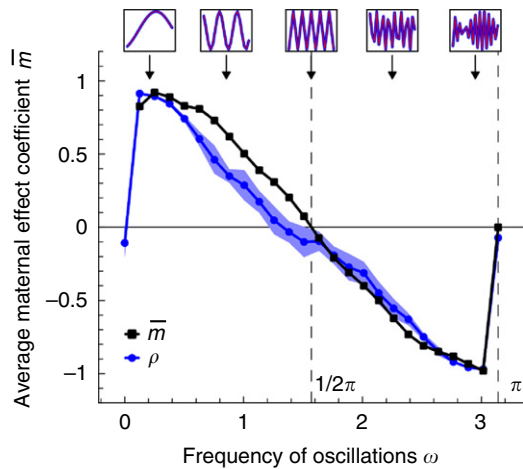 Average maternal effect coefficient m̅
1
0.5
0
−0.5
−1
m̅
ρ
1/2π
π
0
1
2
3
Frequency of oscillations ω